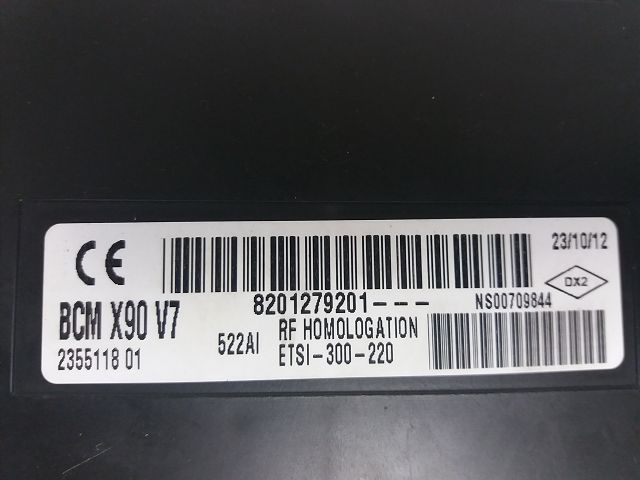 CE
23/10/12
DX2
8201279201---
NS00709844
BCM X90 V7
522AI
RF HOMOLOGATION
2355118 01
ETSI-300-220